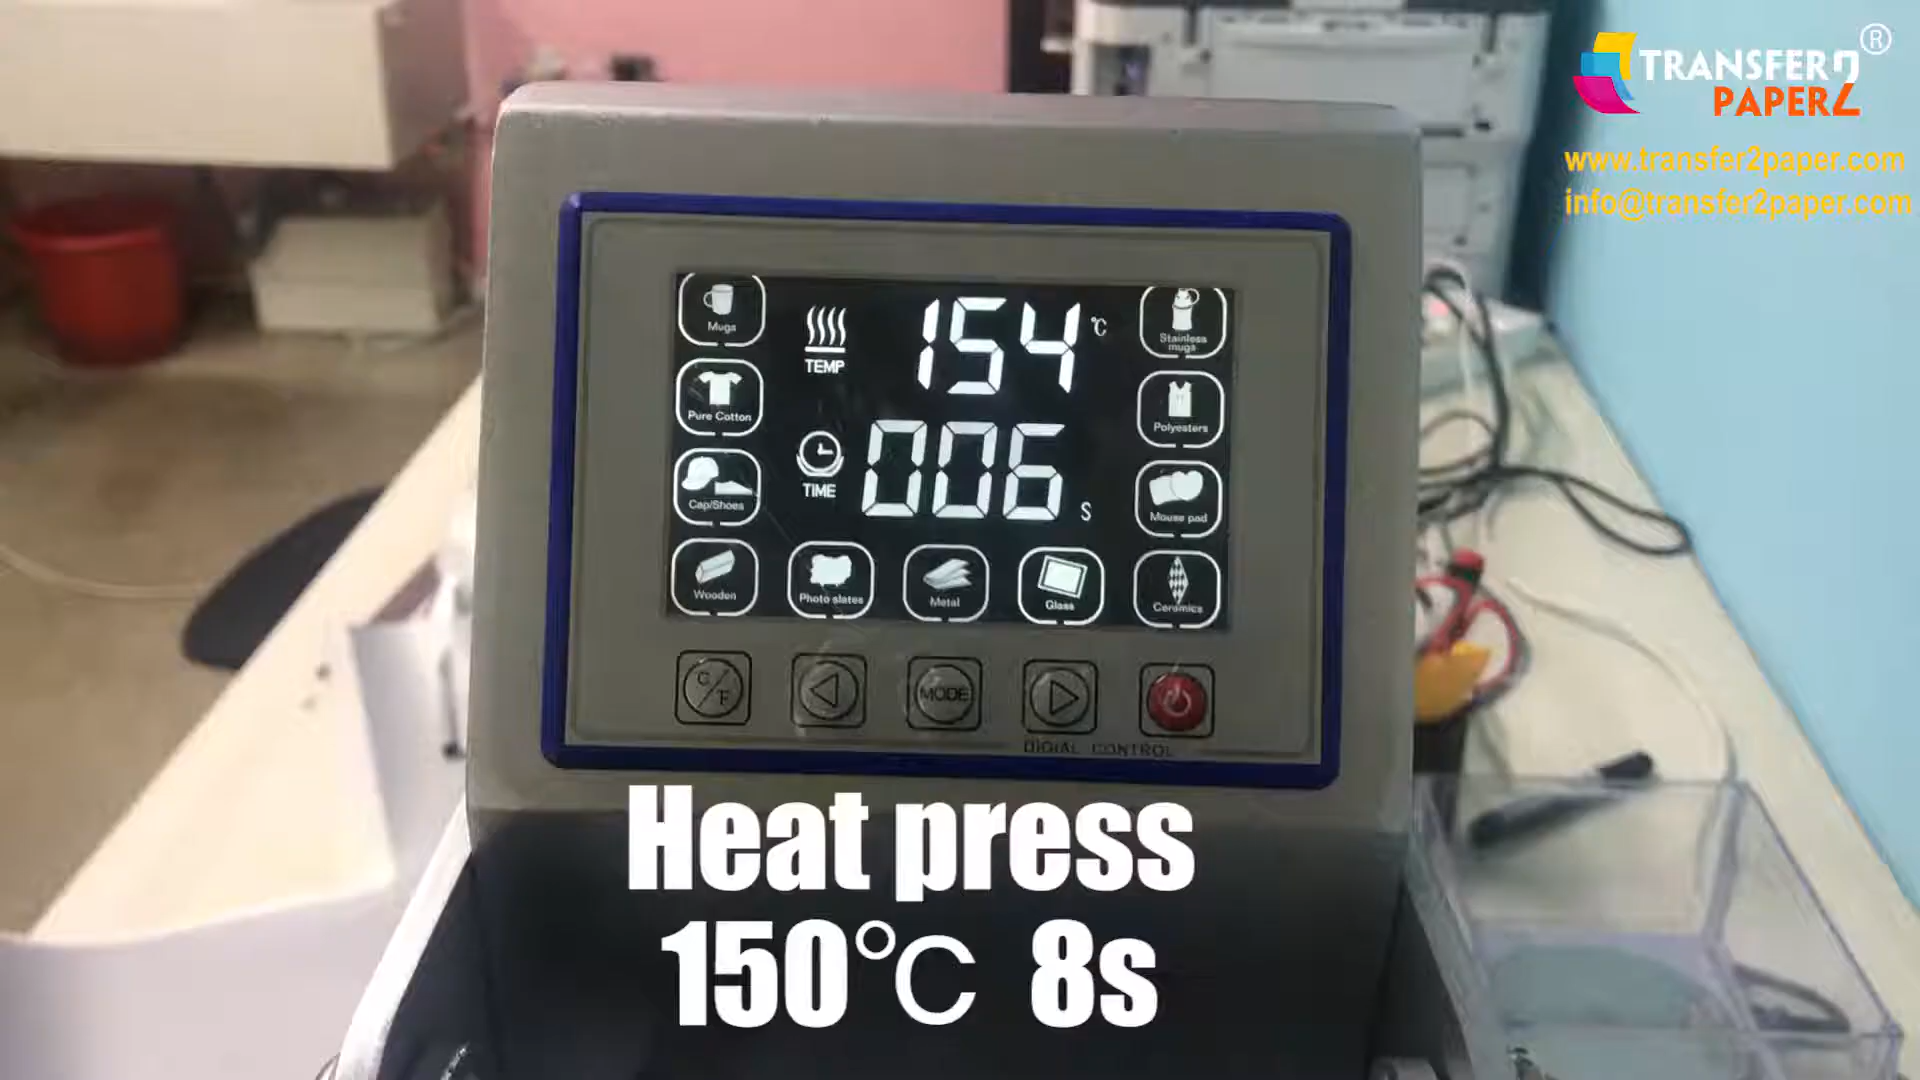 TRANSFER
PAPER2
®
www.transfer2paper.com
info@transfer2paper.com
Mugs
TEMP
154 °C
Stainless
mugs
Pure Cotton
Polyesters
TIME
006 S
Cap/Shoes
Mouse pad
Wooden
Photo slates
Metal
Glass
Ceramics
C/F
MODE
DIGIAL CONTROL
Heat press
150℃ 8s